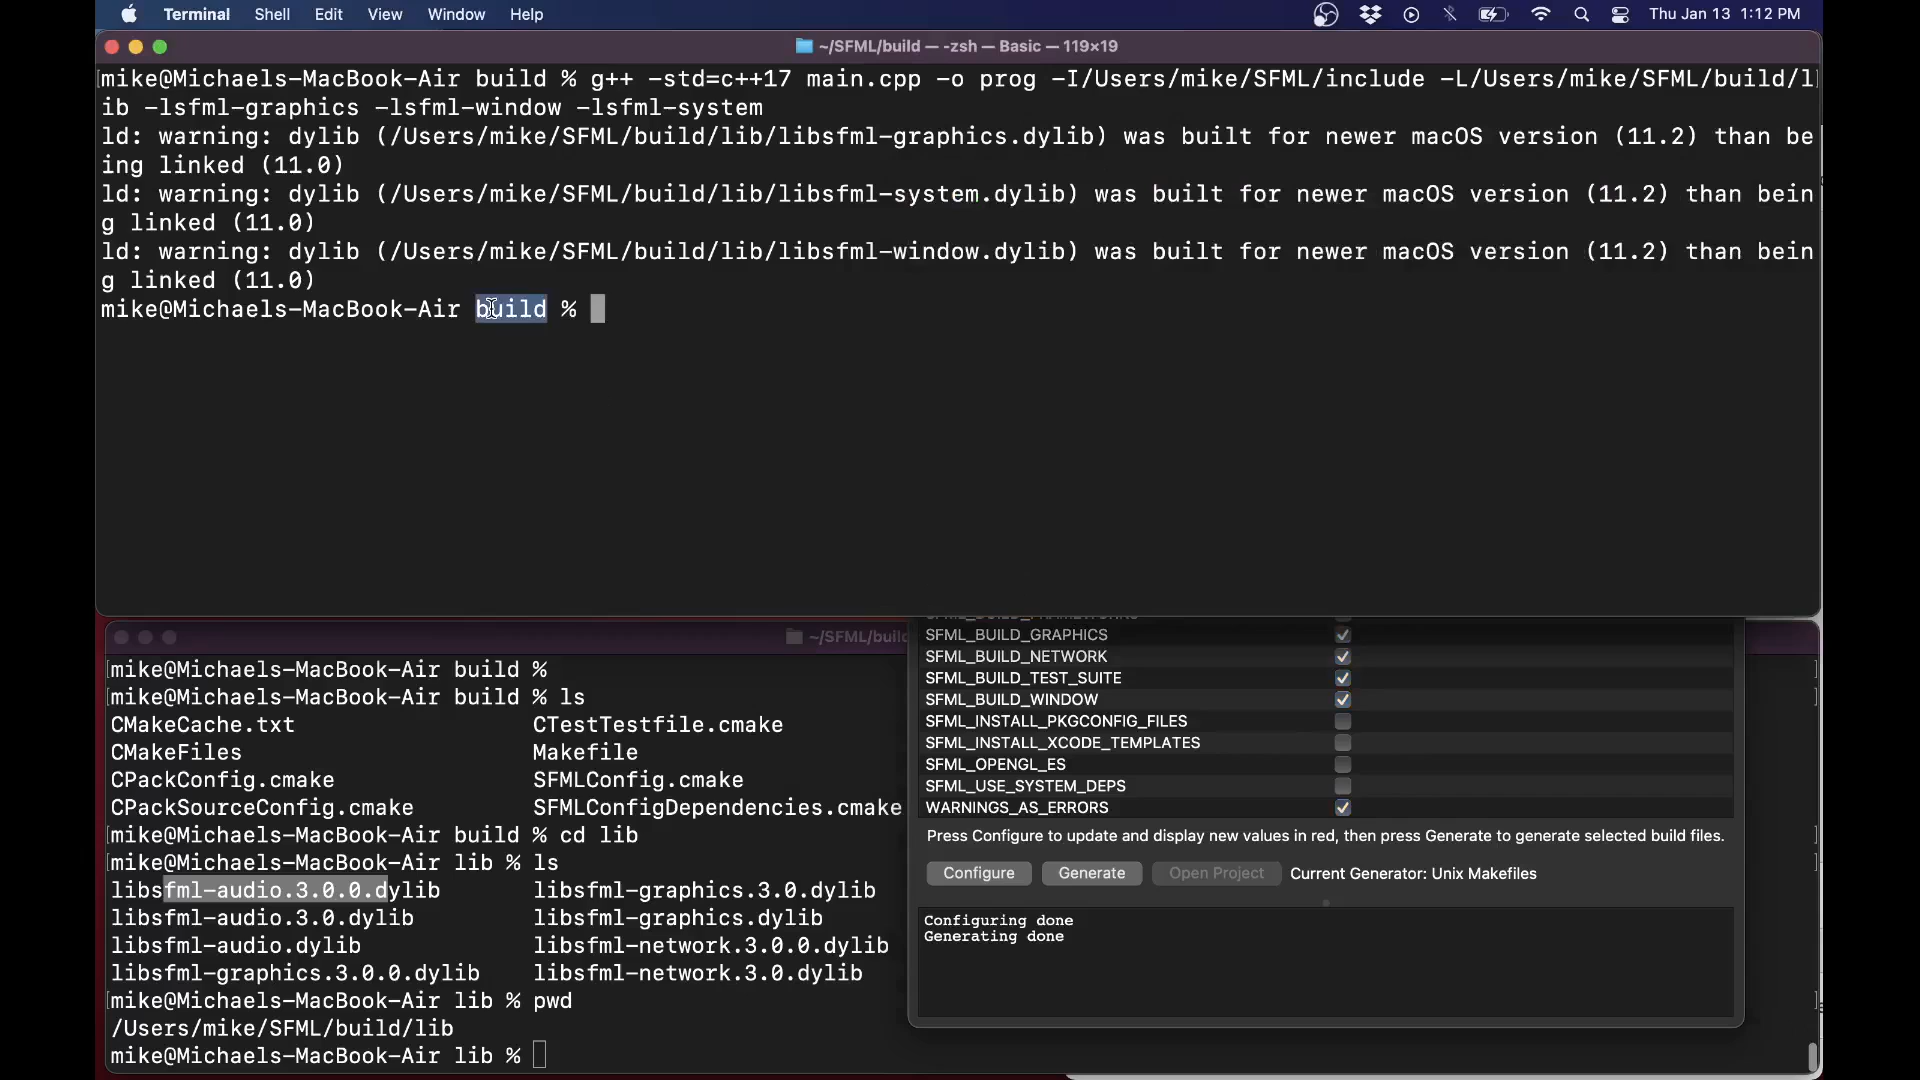 Terminal Shell Edit View Window Help Thu Jan 13 1:12 PM
~/SFML/build — -zsh — Basic — 119×19
[mike@Michaels-MacBook-Air build % g++ -std=c++17 main.cpp -o prog -I/Users/mike/SFML/include -L/Users/mike/SFML/build/l]
ib -lsfml-graphics -lsfml-window -lsfml-system
ld: warning: dylib (/Users/mike/SFML/build/lib/libsfml-graphics.dylib) was built for newer macOS version (11.2) than be
ing linked (11.0)
ld: warning: dylib (/Users/mike/SFML/build/lib/libsfml-system.dylib) was built for newer macOS version (11.2) than bein
g linked (11.0)
ld: warning: dylib (/Users/mike/SFML/build/lib/libsfml-window.dylib) was built for newer macOS version (11.2) than bein
g linked (11.0)
mike@Michaels-MacBook-Air build %
~/SFML/build
[mike@Michaels-MacBook-Air build %
[mike@Michaels-MacBook-Air build % ls
CMakeCache.txt CTestTestfile.cmake
CMakeFiles Makefile
CPackConfig.cmake SFMLConfig.cmake
CPackSourceConfig.cmake SFMLConfigDependencies.cmake
[mike@Michaels-MacBook-Air build % cd lib
[mike@Michaels-MacBook-Air lib % ls
libsfml-audio.3.0.0.dylib libsfml-graphics.3.0.dylib
libsfml-audio.3.0.dylib libsfml-graphics.dylib
libsfml-audio.dylib libsfml-network.3.0.0.dylib
libsfml-graphics.3.0.0.dylib libsfml-network.3.0.dylib
[mike@Michaels-MacBook-Air lib % pwd
/Users/mike/SFML/build/lib
mike@Michaels-MacBook-Air lib %
SFML_BUILD_GRAPHICS
SFML_BUILD_NETWORK
SFML_BUILD_TEST_SUITE
SFML_BUILD_WINDOW
SFML_INSTALL_PKGCONFIG_FILES
SFML_INSTALL_XCODE_TEMPLATES
SFML_OPENGL_ES
SFML_USE_SYSTEM_DEPS
WARNINGS_AS_ERRORS
Press Configure to update and display new values in red, then press Generate to generate selected build files.
Configure Generate Open Project Current Generator: Unix Makefiles
Configuring done
Generating done